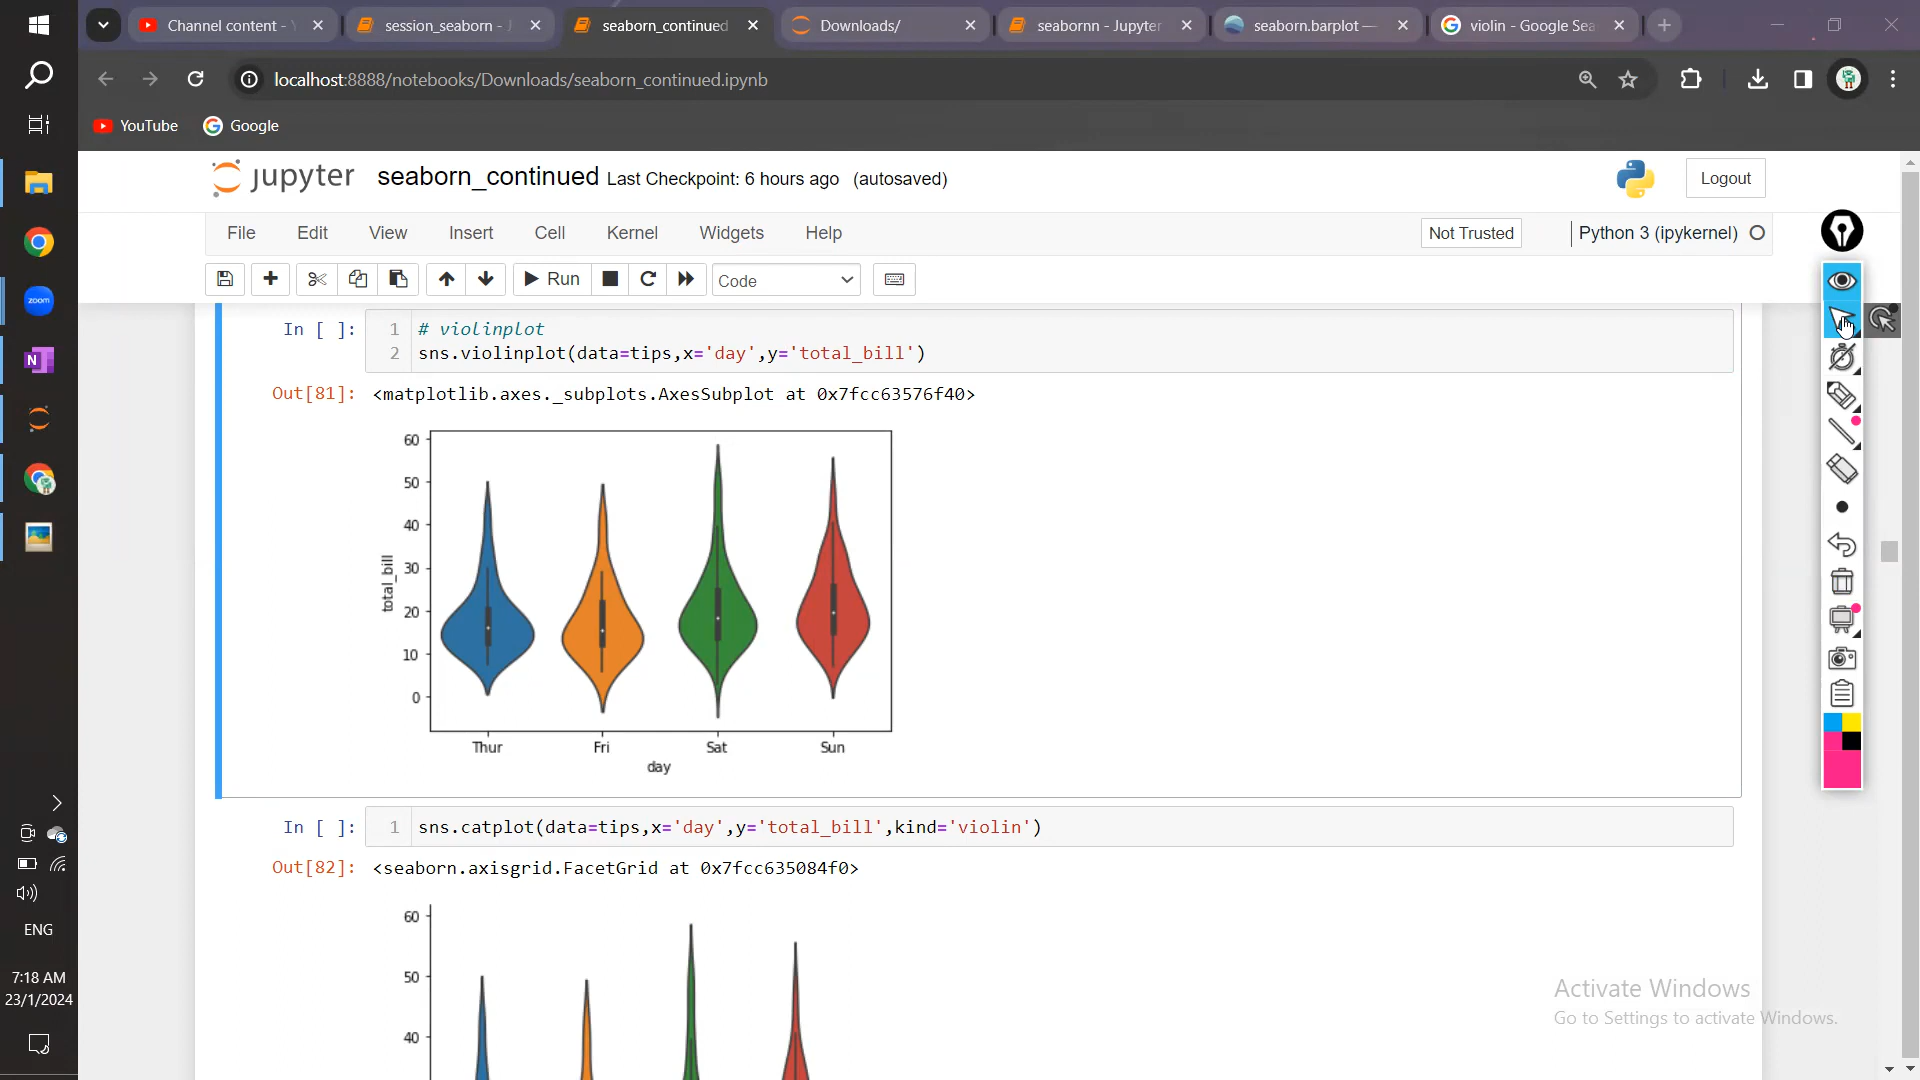 Channel content - Y
session_seaborn - J
seaborn_continued
Downloads/
seabornn - Jupyter
seaborn.barplot —
violin - Google Sea
localhost:8888/notebooks/Downloads/seaborn_continued.ipynb
YouTube
Google
jupyter seaborn_continued Last Checkpoint: 6 hours ago (autosaved)
Logout
File Edit View Insert Cell Kernel Widgets Help
Not Trusted
Python 3 (ipykernel)
Run
Code
In [ ]:
1 # violinplot
2 sns.violinplot(data=tips,x='day',y='total_bill')
Out[81]: <matplotlib.axes._subplots.AxesSubplot at 0x7fcc63576f40>
60
50
40
30
20
10
0
total_bill
Thur Fri Sat Sun
day
In [ ]: 1 sns.catplot(data=tips,x='day',y='total_bill',kind='violin')
Out[82]: <seaborn.axisgrid.FacetGrid at 0x7fcc635084f0>
60
50
40
zoom
N
ENG
7:18 AM
23/1/2024
Activate Windows
Go to Settings to activate Windows.